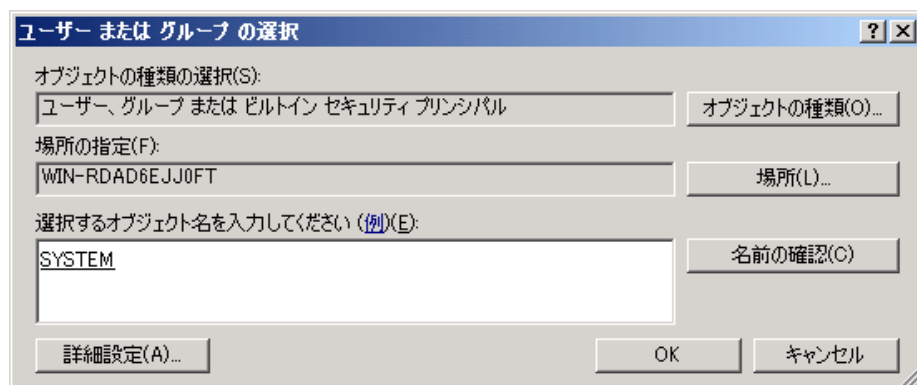 ユーザー または グループ の選択
オブジェクトの種類の選択(S):
ユーザー、グループ または ビルトイン セキュリティ プリンシパル
オブジェクトの種類(O)...
場所の指定(F):
WIN-RDAD6EJJ0FT
場所(L)...
選択するオブジェクト名を入力してください (例)(E):
SYSTEM
名前の確認(C)
詳細設定(A)...
OK
キャンセル